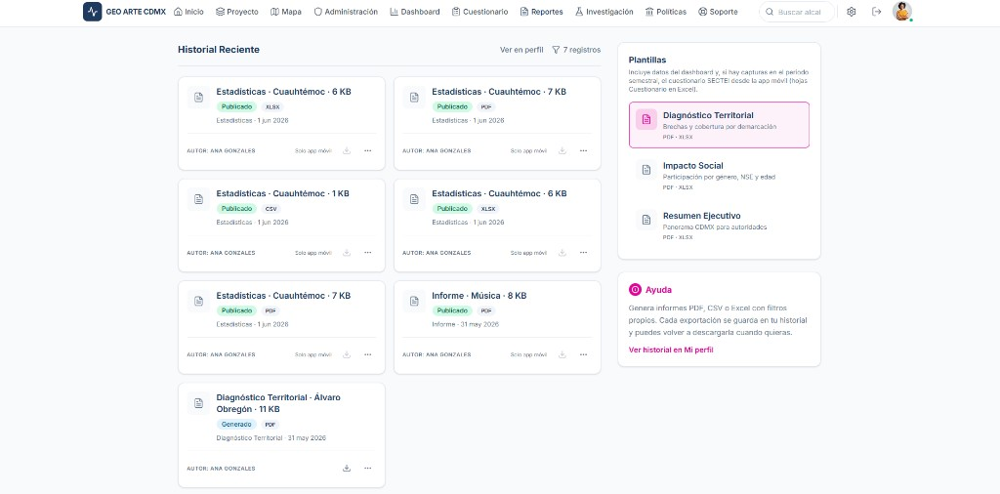 GEO ARTE CDMX Inicio Proyecto Mapa Administración Dashboard Cuestionario Reportes Investigación Políticas Soporte Buscar alcal
Historial Reciente
Ver en perfil 7 registros
Estadísticas · Cuauhtémoc · 6 KB
Publicado XLSX
Estadísticas · 1 jun 2026
AUTOR: ANA GONZALES Solo app móvil
Estadísticas · Cuauhtémoc · 7 KB
Publicado PDF
Estadísticas · 1 jun 2026
AUTOR: ANA GONZALES Solo app móvil
Estadísticas · Cuauhtémoc · 1 KB
Publicado CSV
Estadísticas · 1 jun 2026
AUTOR: ANA GONZALES Solo app móvil
Estadísticas · Cuauhtémoc · 6 KB
Publicado XLSX
Estadísticas · 1 jun 2026
AUTOR: ANA GONZALES Solo app móvil
Estadísticas · Cuauhtémoc · 7 KB
Publicado PDF
Estadísticas · 1 jun 2026
AUTOR: ANA GONZALES Solo app móvil
Informe · Música · 8 KB
Publicado PDF
Informe · 31 may 2026
AUTOR: ANA GONZALES Solo app móvil
Diagnóstico Territorial · Álvaro
Obregón · 11 KB
Generado PDF
Diagnóstico Territorial · 31 may 2026
AUTOR: ANA GONZALES
Plantillas
Incluye datos del dashboard y, si hay capturas en el periodo
semestral, el cuestionario SECTEI desde la app móvil (hojas
Cuestionario en Excel).
Diagnóstico Territorial
Brechas y cobertura por demarcación
PDF · XLSX
Impacto Social
Participación por género, NSE y edad
PDF · XLSX
Resumen Ejecutivo
Panorama CDMX para autoridades
PDF · XLSX
Ayuda
Genera informes PDF, CSV o Excel con filtros
propios. Cada exportación se guarda en tu historial
y puedes volver a descargarla cuando quieras.
Ver historial en Mi perfil